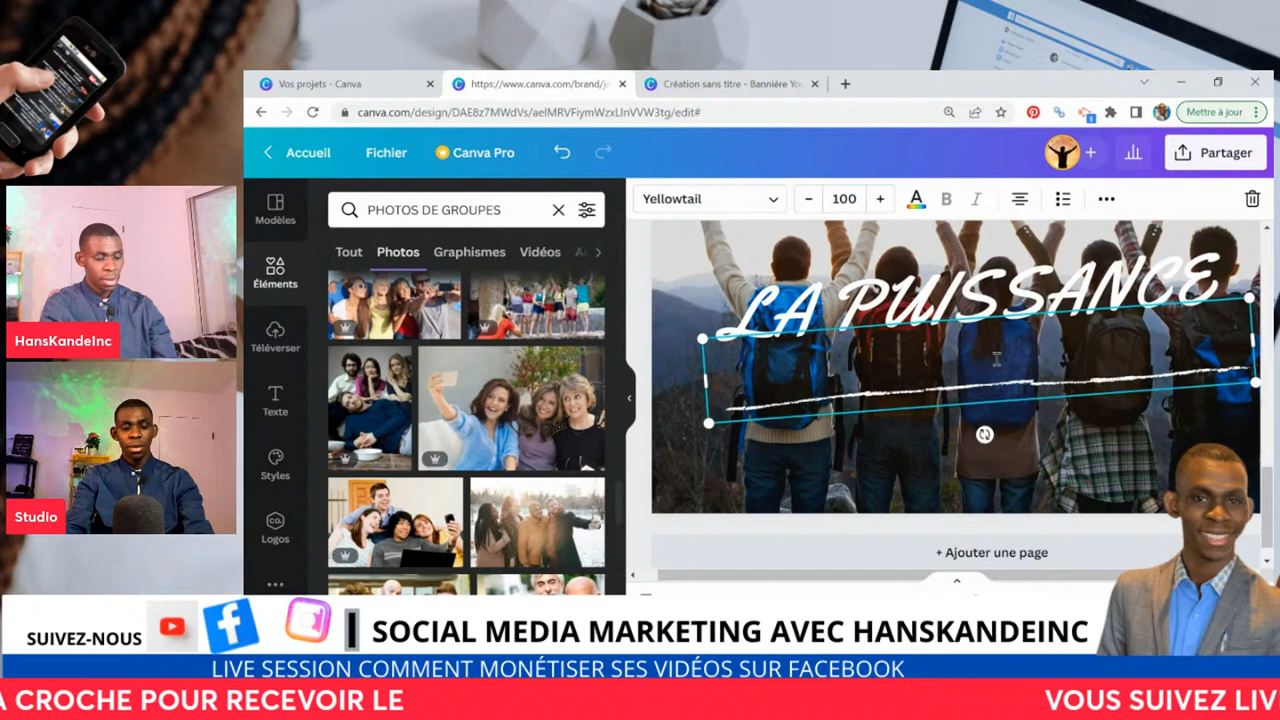 Vos projets - Canva
https://www.canva.com/brand/jo
Création sans titre - Bannière Yo
canva.com/design/DAE8z7MWdVs/aelMRVFiymWzxLlnVVW3tg/edit#
Mettre à jour
Accueil
Fichier
Canva Pro
Partager
Modèles
Éléments
Téléverser
Texte
Styles
Logos
PHOTOS DE GROUPES
Tout
Photos
Graphismes
Vidéos
Yellowtail
100
A
B
I
LA PUISSANCE
+ Ajouter une page
HansKandeInc
Studio
SUIVEZ-NOUS
SOCIAL MEDIA MARKETING AVEC HANSKANDEINC
LIVE SESSION COMMENT MONÉTISER SES VIDÉOS SUR FACEBOOK
A CROCHE POUR RECEVOIR LE
VOUS SUIVEZ LIV